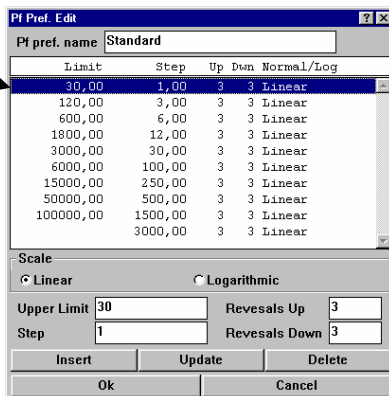 Pf Pref. Edit
Pf pref. name Standard
Limit Step Up Dwn Normal/Log
30,00 1,00 3 3 Linear
120,00 3,00 3 3 Linear
600,00 6,00 3 3 Linear
1800,00 12,00 3 3 Linear
3000,00 30,00 3 3 Linear
6000,00 100,00 3 3 Linear
15000,00 250,00 3 3 Linear
50000,00 500,00 3 3 Linear
100000,00 1500,00 3 3 Linear
3000,00 3 3 Linear
Scale
Linear Logarithmic
Upper Limit 30 Revesals Up 3
Step 1 Revesals Down 3
Insert Update Delete
Ok Cancel